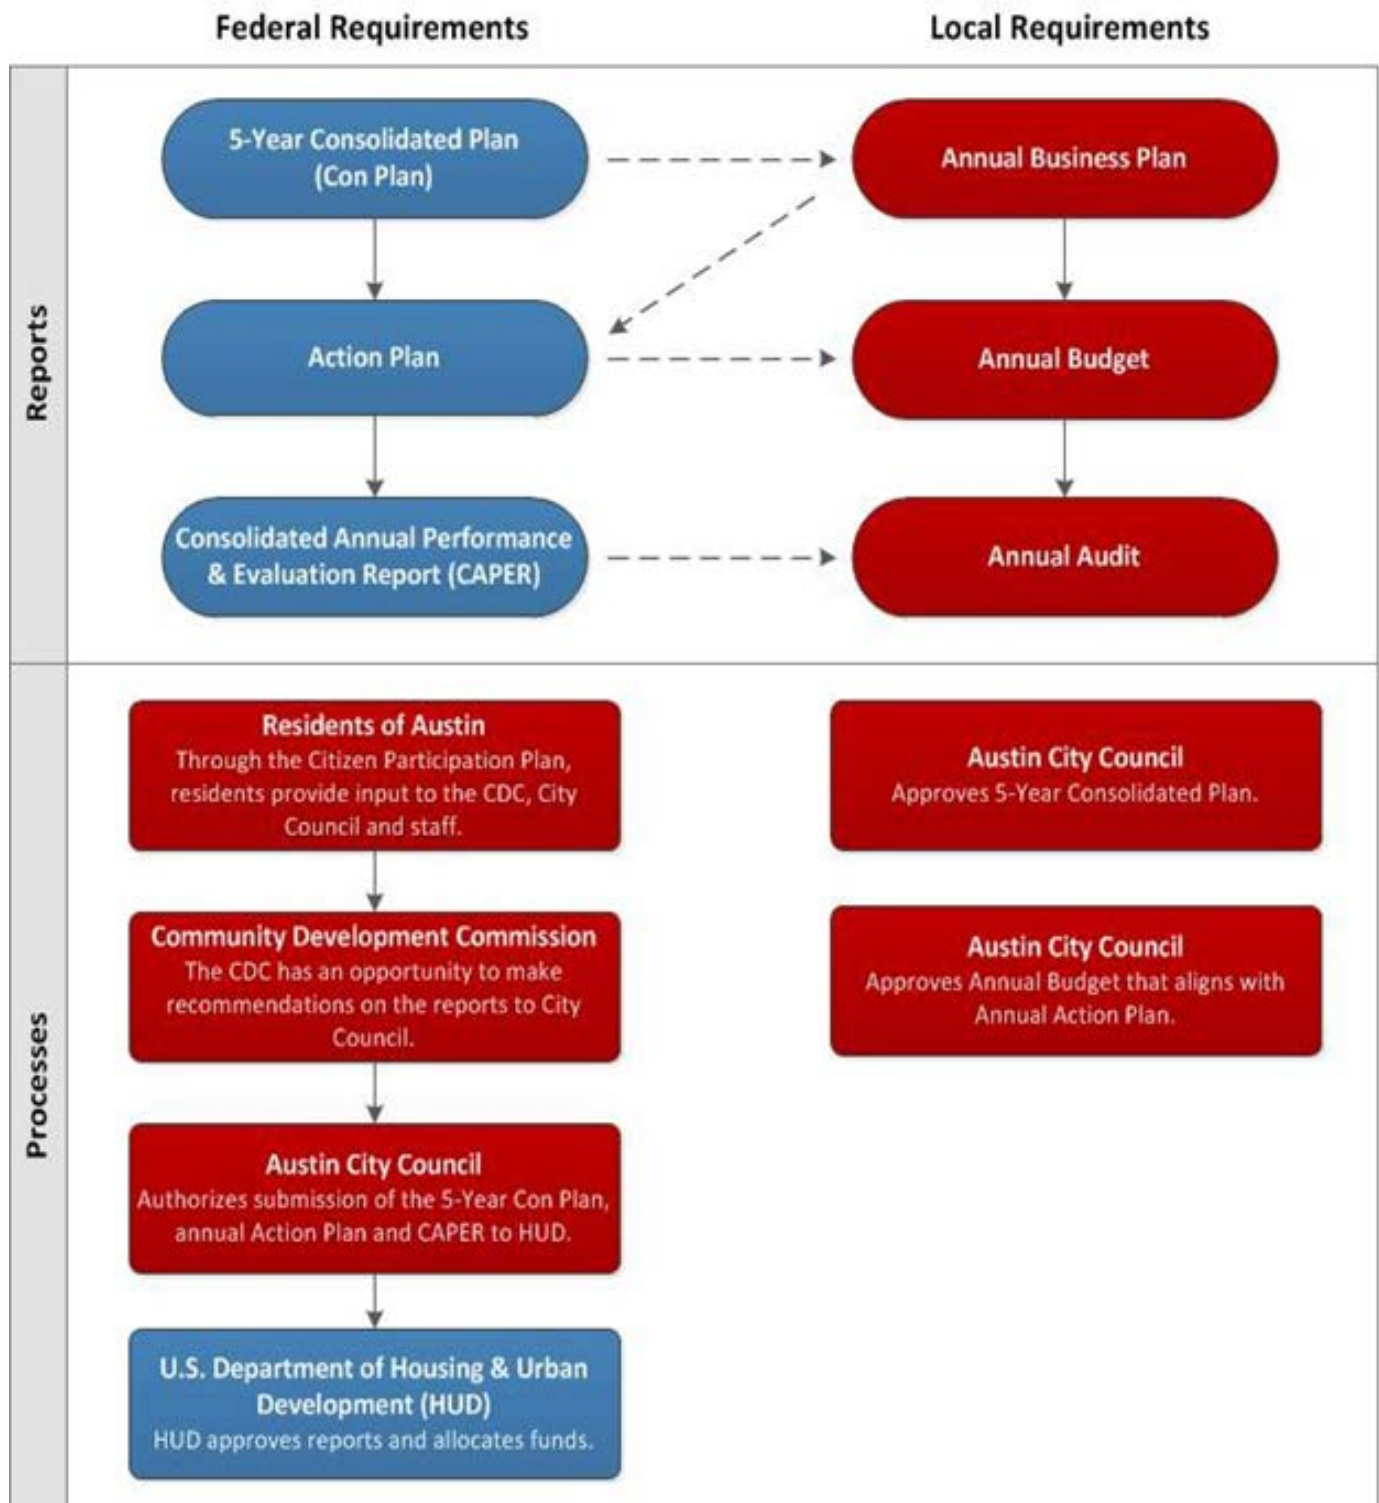 Federal Requirements
Local Requirements
Reports
5-Year Consolidated Plan
(Con Plan)
Annual Business Plan
Action Plan
Annual Budget
Consolidated Annual Performance
& Evaluation Report (CAPER)
Annual Audit
Processes
Residents of Austin
Through the Citizen Participation Plan,
residents provide input to the CDC, City
Council and staff.
Community Development Commission
The CDC has an opportunity to make
recommendations on the reports to City
Council.
Austin City Council
Authorizes submission of the 5-Year Con Plan,
annual Action Plan and CAPER to HUD.
U.S. Department of Housing & Urban
Development (HUD)
HUD approves reports and allocates funds.
Austin City Council
Approves 5-Year Consolidated Plan.
Austin City Council
Approves Annual Budget that aligns with
Annual Action Plan.